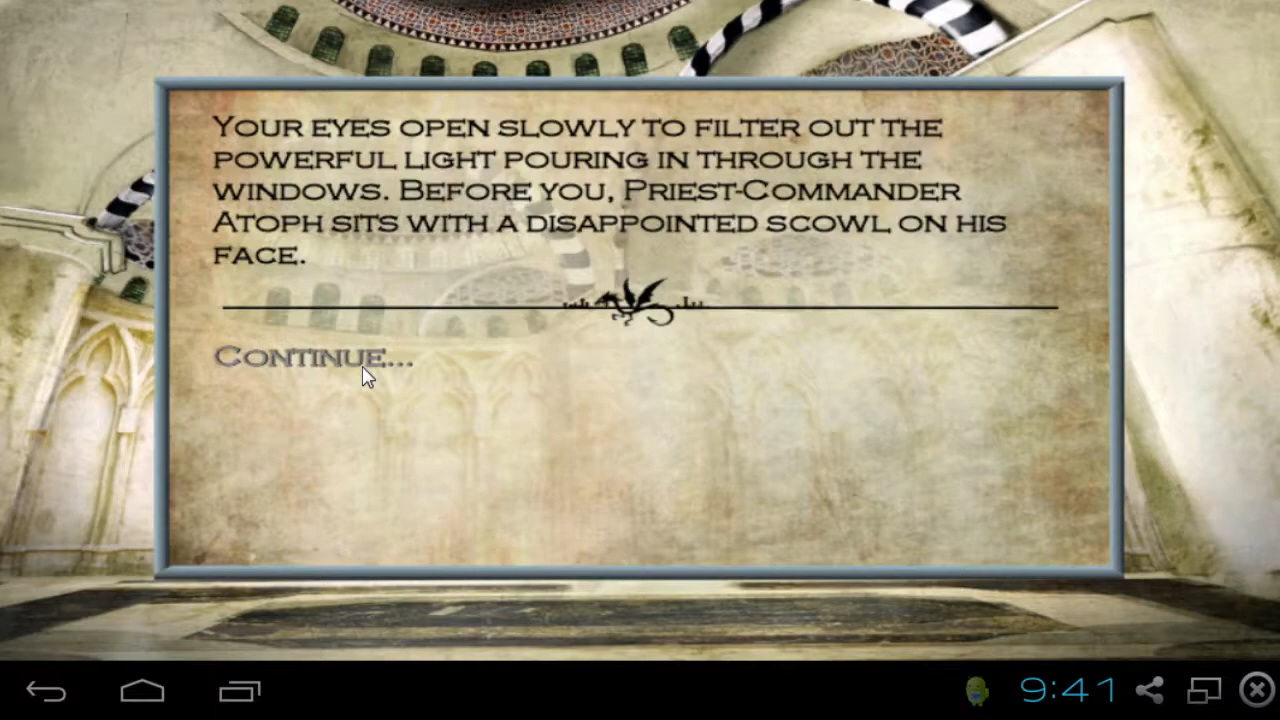 Your eyes open slowly to filter out the
powerful light pouring in through the
windows. Before you, Priest-Commander
Atoph sits with a disappointed scowl on his
face.
Continue...
9:41